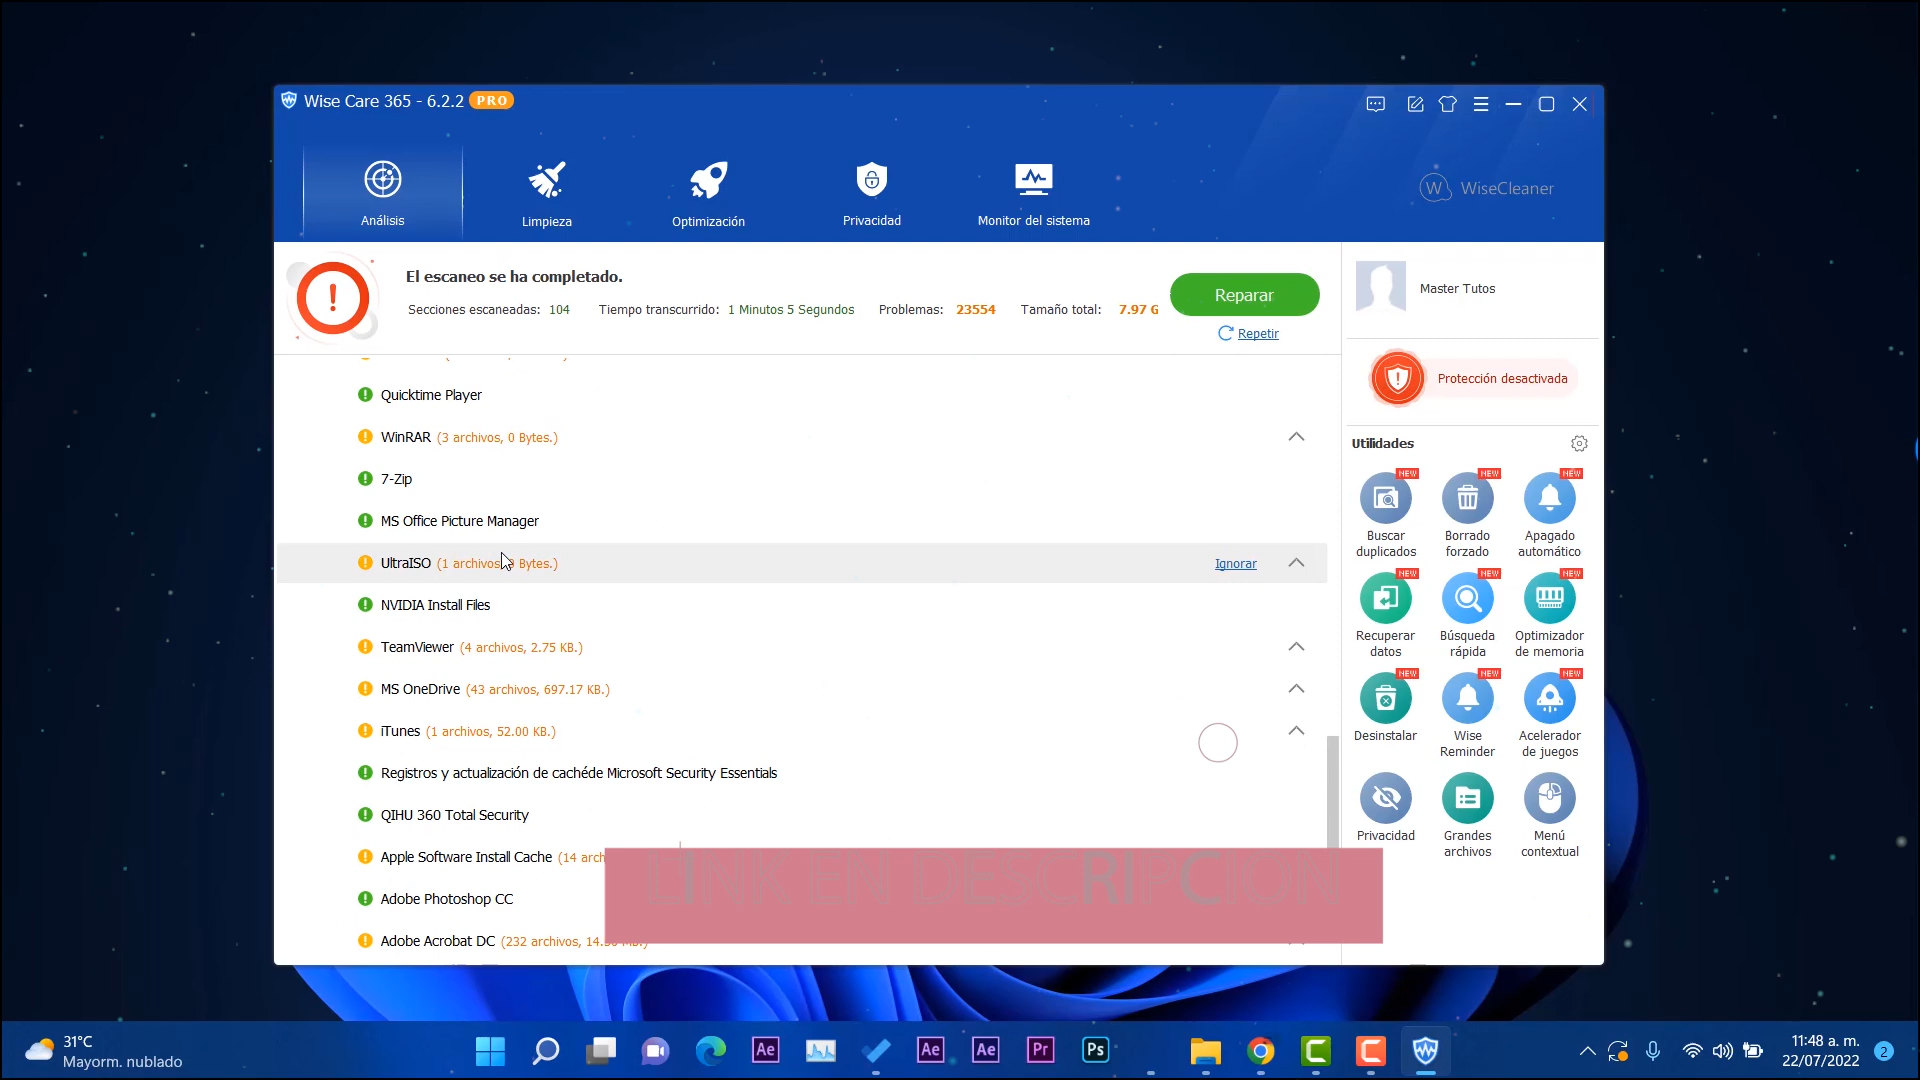 Wise Care 365 - 6.2.2 PRO
Análisis
Limpieza
Optimización
Privacidad
Monitor del sistema
W WiseCleaner
El escaneo se ha completado.
Secciones escaneadas: 104 Tiempo transcurrido: 1 Minutos 5 Segundos Problemas: 23554 Tamaño total: 7.97 G
Reparar
Repetir
Quicktime Player
WinRAR (3 archivos, 0 Bytes.)
7-Zip
MS Office Picture Manager
UltraISO (1 archivos, Bytes.) Ignorar
NVIDIA Install Files
TeamViewer (4 archivos, 2.75 KB.)
MS OneDrive (43 archivos, 697.17 KB.)
iTunes (1 archivos, 52.00 KB.)
Registros y actualización de cachéde Microsoft Security Essentials
QIHU 360 Total Security
Apple Software Install Cache (14 arch
Adobe Photoshop CC
Adobe Acrobat DC (232 archivos,
LINK EN DESCRIPCION
Master Tutos
Protección desactivada
Utilidades
NEW NEW NEW
Buscar duplicados
Borrado forzado
Apagado automático
NEW NEW NEW
Recuperar datos
Búsqueda rápida
Optimizador de memoria
NEW NEW NEW
Desinstalar
Wise Reminder
Acelerador de juegos
Privacidad
Grandes archivos
Menú contextual
31°C
Mayorm. nublado
Ae
Ae
Ae
Pr
Ps
11:48 a. m.
22/07/2022
2